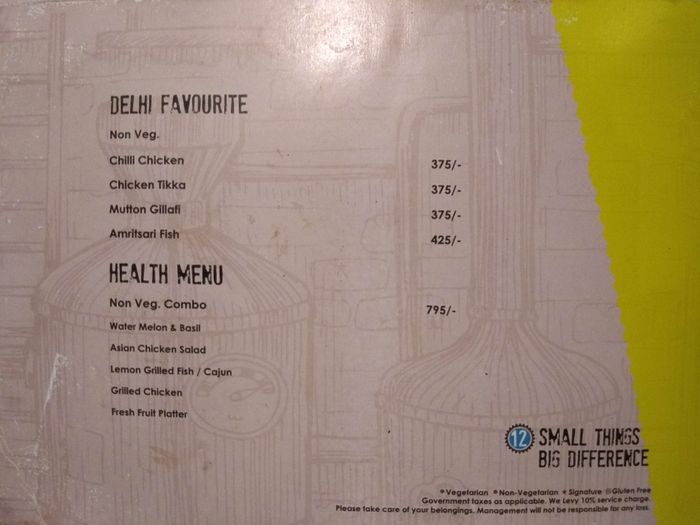 DELHI FAVOURITE
Non Veg.
Chilli Chicken 375/-
Chicken Tikka 375/-
Mutton Gillafi 375/-
Amritsari Fish 425/-
HEALTH MENU
Non Veg. Combo 795/-
Water Melon & Basil
Asian Chicken Salad
Lemon Grilled Fish / Cajun
Grilled Chicken
Fresh Fruit Platter
12 SMALL THINGS
BIG DIFFERENCE
Vegetarian Non-Vegetarian Signature Gluten Free
Government taxes as applicable. We Levy 10% service charge.
Please take care of your belongings. Management will not be responsible for any loss.